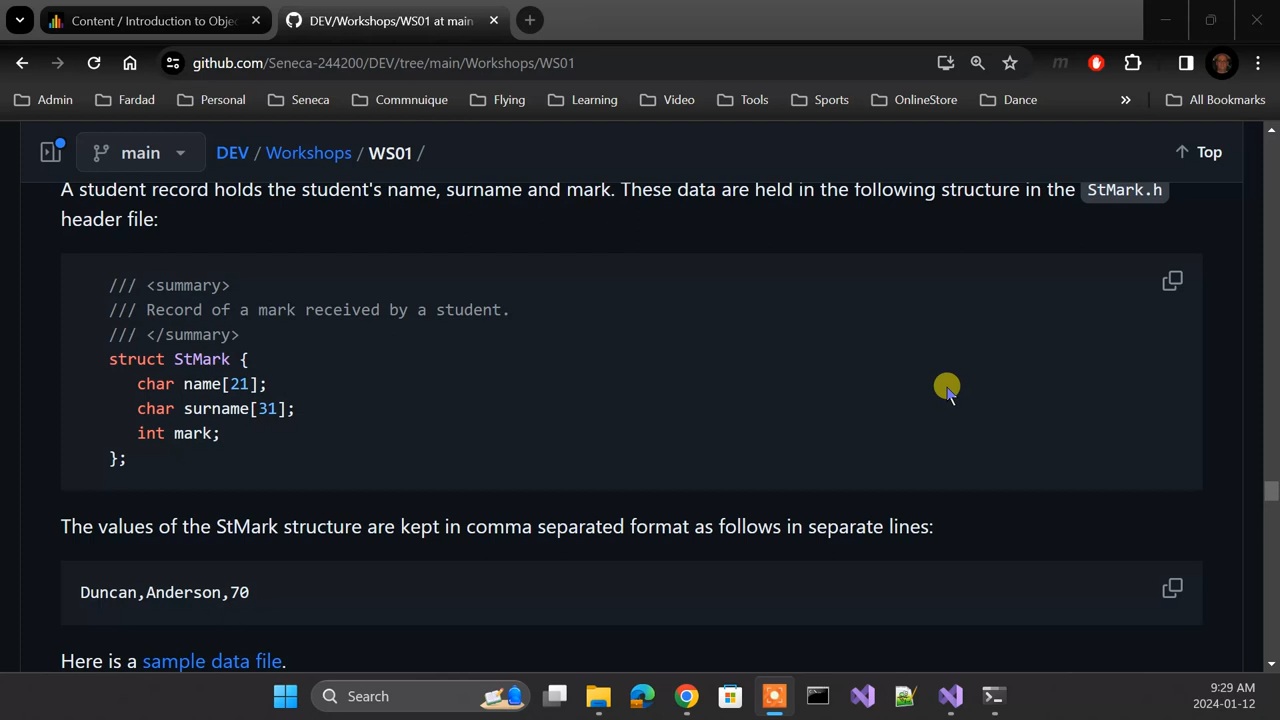 Content / Introduction to Objec
DEV/Workshops/WS01 at main
github.com/Seneca-244200/DEV/tree/main/Workshops/WS01
Admin
Fardad
Personal
Seneca
Commnuique
Flying
Learning
Video
Tools
Sports
OnlineStore
Dance
All Bookmarks
main
DEV / Workshops / WS01 /
Top
A student record holds the student's name, surname and mark. These data are held in the following structure in the StMark.h
header file:
/// <summary>
/// Record of a mark received by a student.
/// </summary>
struct StMark {
char name[21];
char surname[31];
int mark;
};
The values of the StMark structure are kept in comma separated format as follows in separate lines:
Duncan,Anderson,70
Here is a sample data file.
Search
9:29 AM
2024-01-12